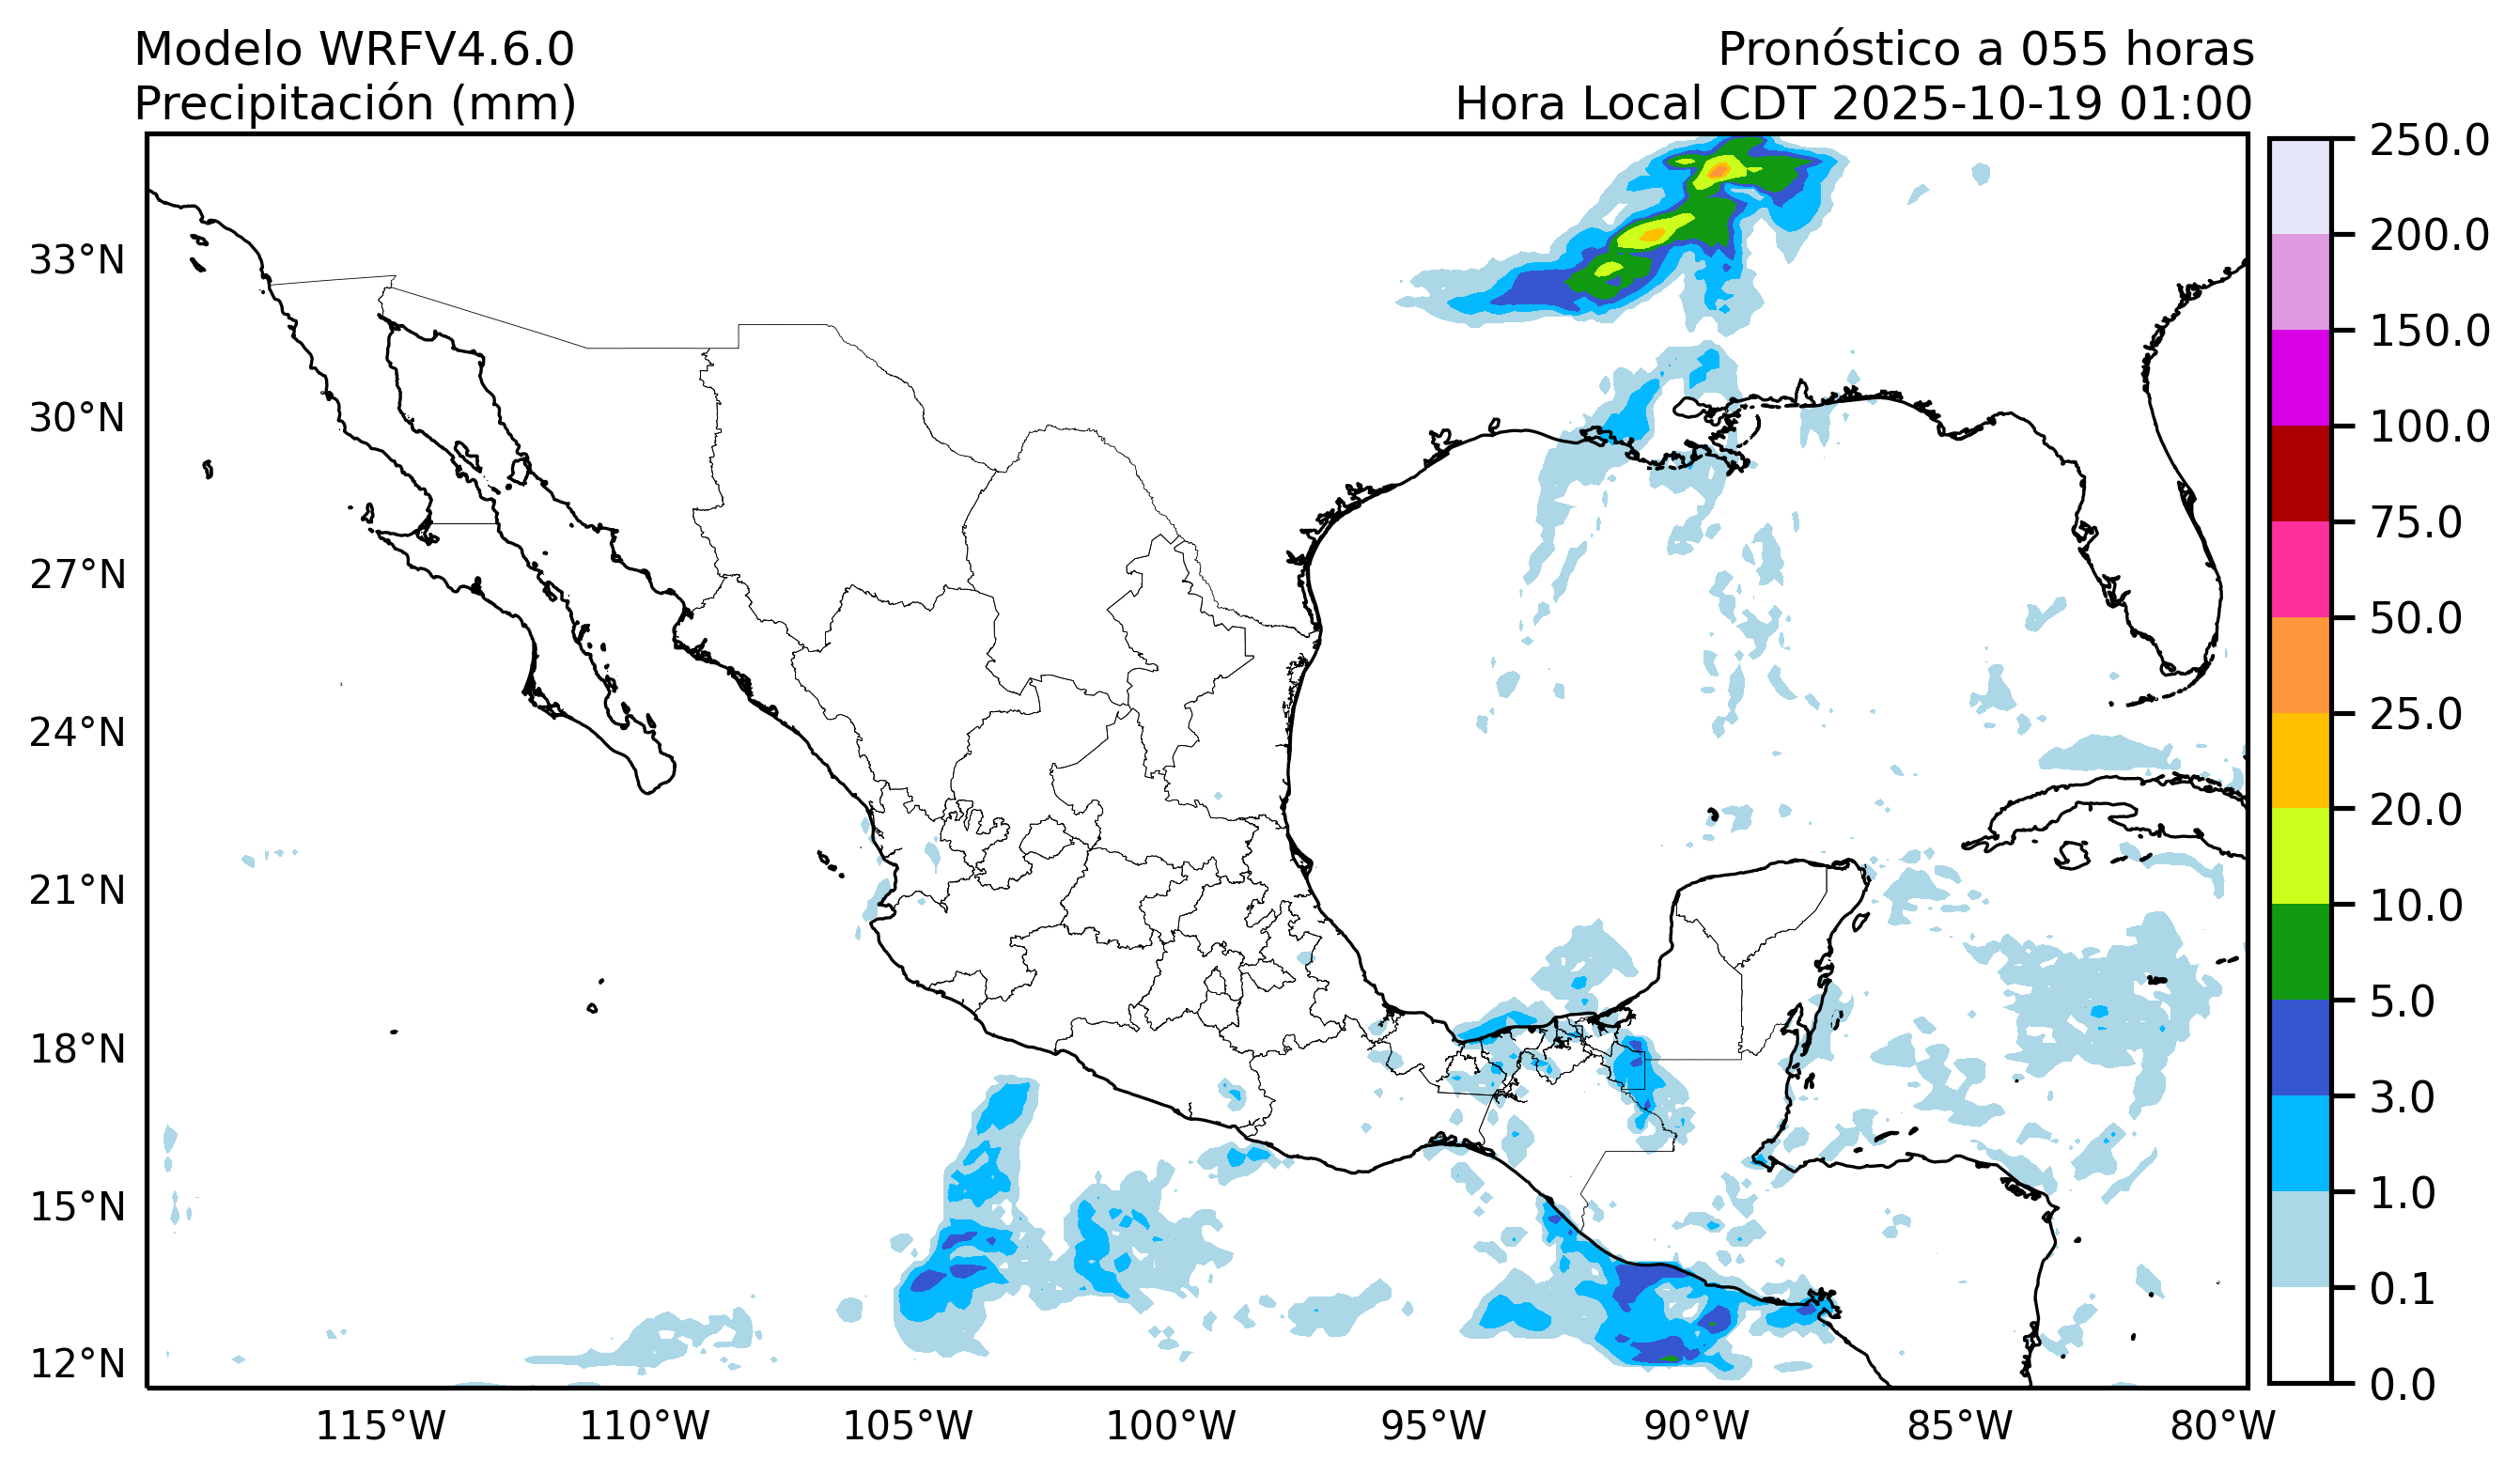 Modelo WRFV4.6.0
Precipitación (mm)
Pronóstico a 055 horas
Hora Local CDT 2025-10-19 01:00
33°N
30°N
27°N
24°N
21°N
18°N
15°N
12°N
115°W
110°W
105°W
100°W
95°W
90°W
85°W
80°W
250.0
200.0
150.0
100.0
75.0
50.0
25.0
20.0
10.0
5.0
3.0
1.0
0.1
0.0